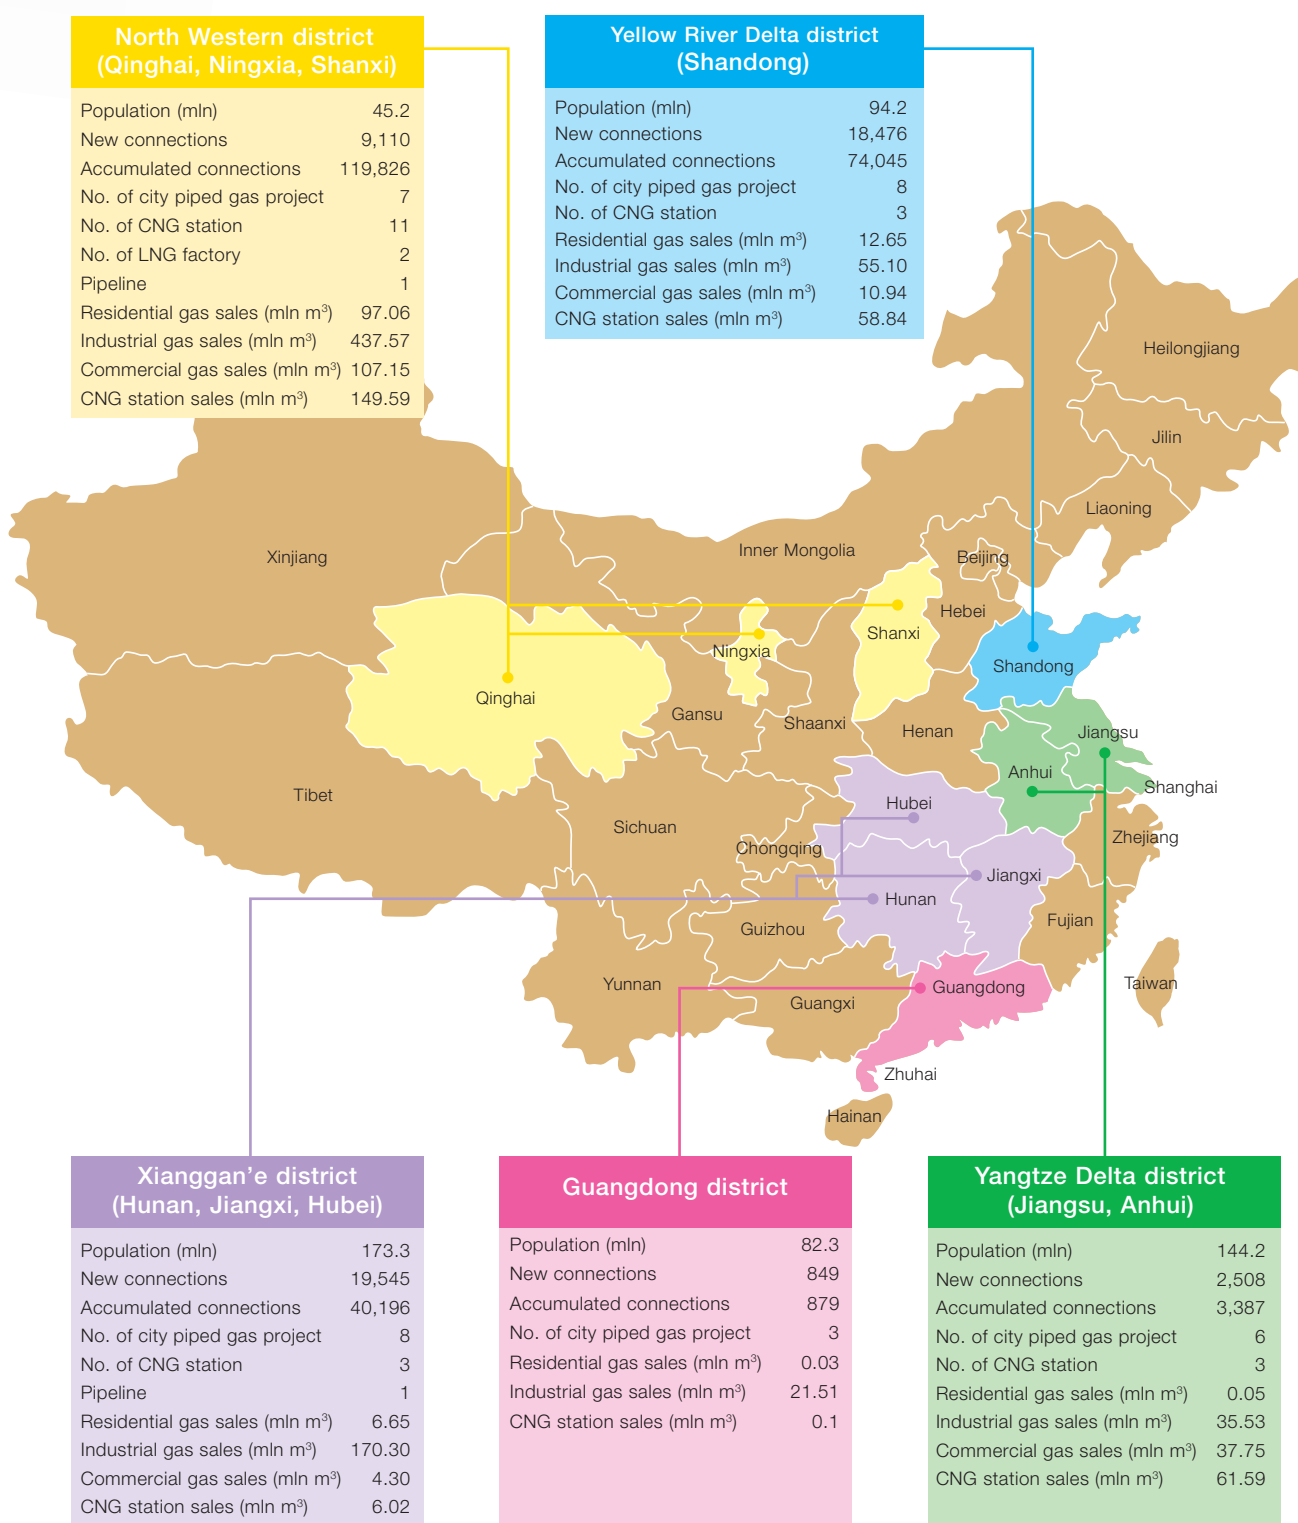 North Western district
(Qinghai, Ningxia, Shanxi)
Population (mln) 45.2
New connections 9,110
Accumulated connections 119,826
No. of city piped gas project 7
No. of CNG station 11
No. of LNG factory 2
Pipeline 1
Residential gas sales (mln m³) 97.06
Industrial gas sales (mln m³) 437.57
Commercial gas sales (mln m³) 107.15
CNG station sales (mln m³) 149.59
Yellow River Delta district
(Shandong)
Population (mln) 94.2
New connections 18,476
Accumulated connections 74,045
No. of city piped gas project 8
No. of CNG station 3
Residential gas sales (mln m³) 12.65
Industrial gas sales (mln m³) 55.10
Commercial gas sales (mln m³) 10.94
CNG station sales (mln m³) 58.84
Heilongjiang
Jilin
Liaoning
Inner Mongolia
Beijing
Xinjiang
Hebei
Shanxi
Ningxia
Shandong
Qinghai
Gansu
Shaanxi
Henan
Jiangsu
Anhui
Shanghai
Tibet
Hubei
Sichuan
Zhejiang
Chongqing
Jiangxi
Hunan
Fujian
Guizhou
Yunnan
Guangdong
Taiwan
Guangxi
Zhuhai
Hainan
Xianggan’e district
(Hunan, Jiangxi, Hubei)
Population (mln) 173.3
New connections 19,545
Accumulated connections 40,196
No. of city piped gas project 8
No. of CNG station 3
Pipeline 1
Residential gas sales (mln m³) 6.65
Industrial gas sales (mln m³) 170.30
Commercial gas sales (mln m³) 4.30
CNG station sales (mln m³) 6.02
Guangdong district
Population (mln) 82.3
New connections 849
Accumulated connections 879
No. of city piped gas project 3
Residential gas sales (mln m³) 0.03
Industrial gas sales (mln m³) 21.51
CNG station sales (mln m³) 0.1
Yangtze Delta district
(Jiangsu, Anhui)
Population (mln) 144.2
New connections 2,508
Accumulated connections 3,387
No. of city piped gas project 6
No. of CNG station 3
Residential gas sales (mln m³) 0.05
Industrial gas sales (mln m³) 35.53
Commercial gas sales (mln m³) 37.75
CNG station sales (mln m³) 61.59